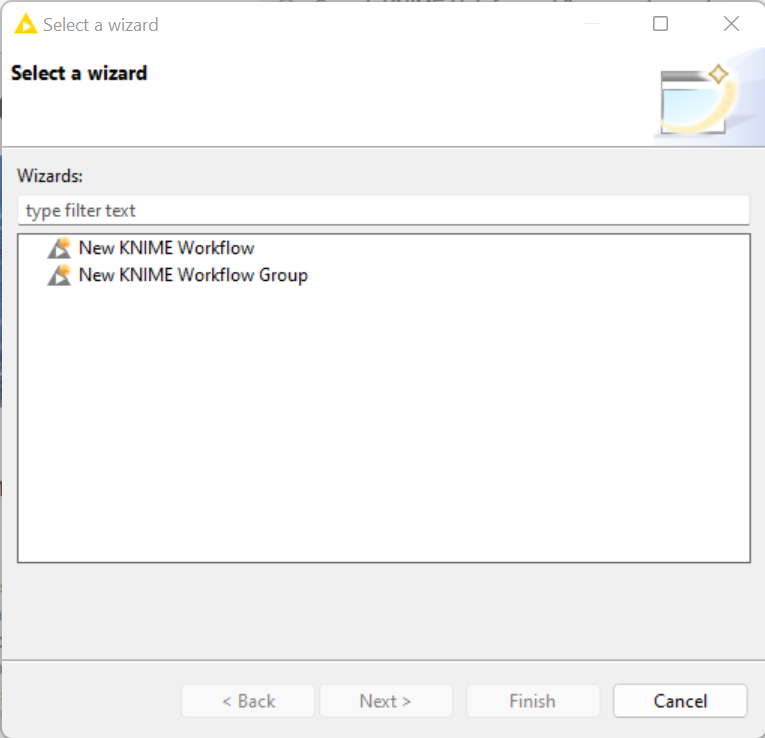 Select a wizard
Select a wizard
Wizards:
type filter text
New KNIME Workflow
New KNIME Workflow Group
< Back
Next >
Finish
Cancel